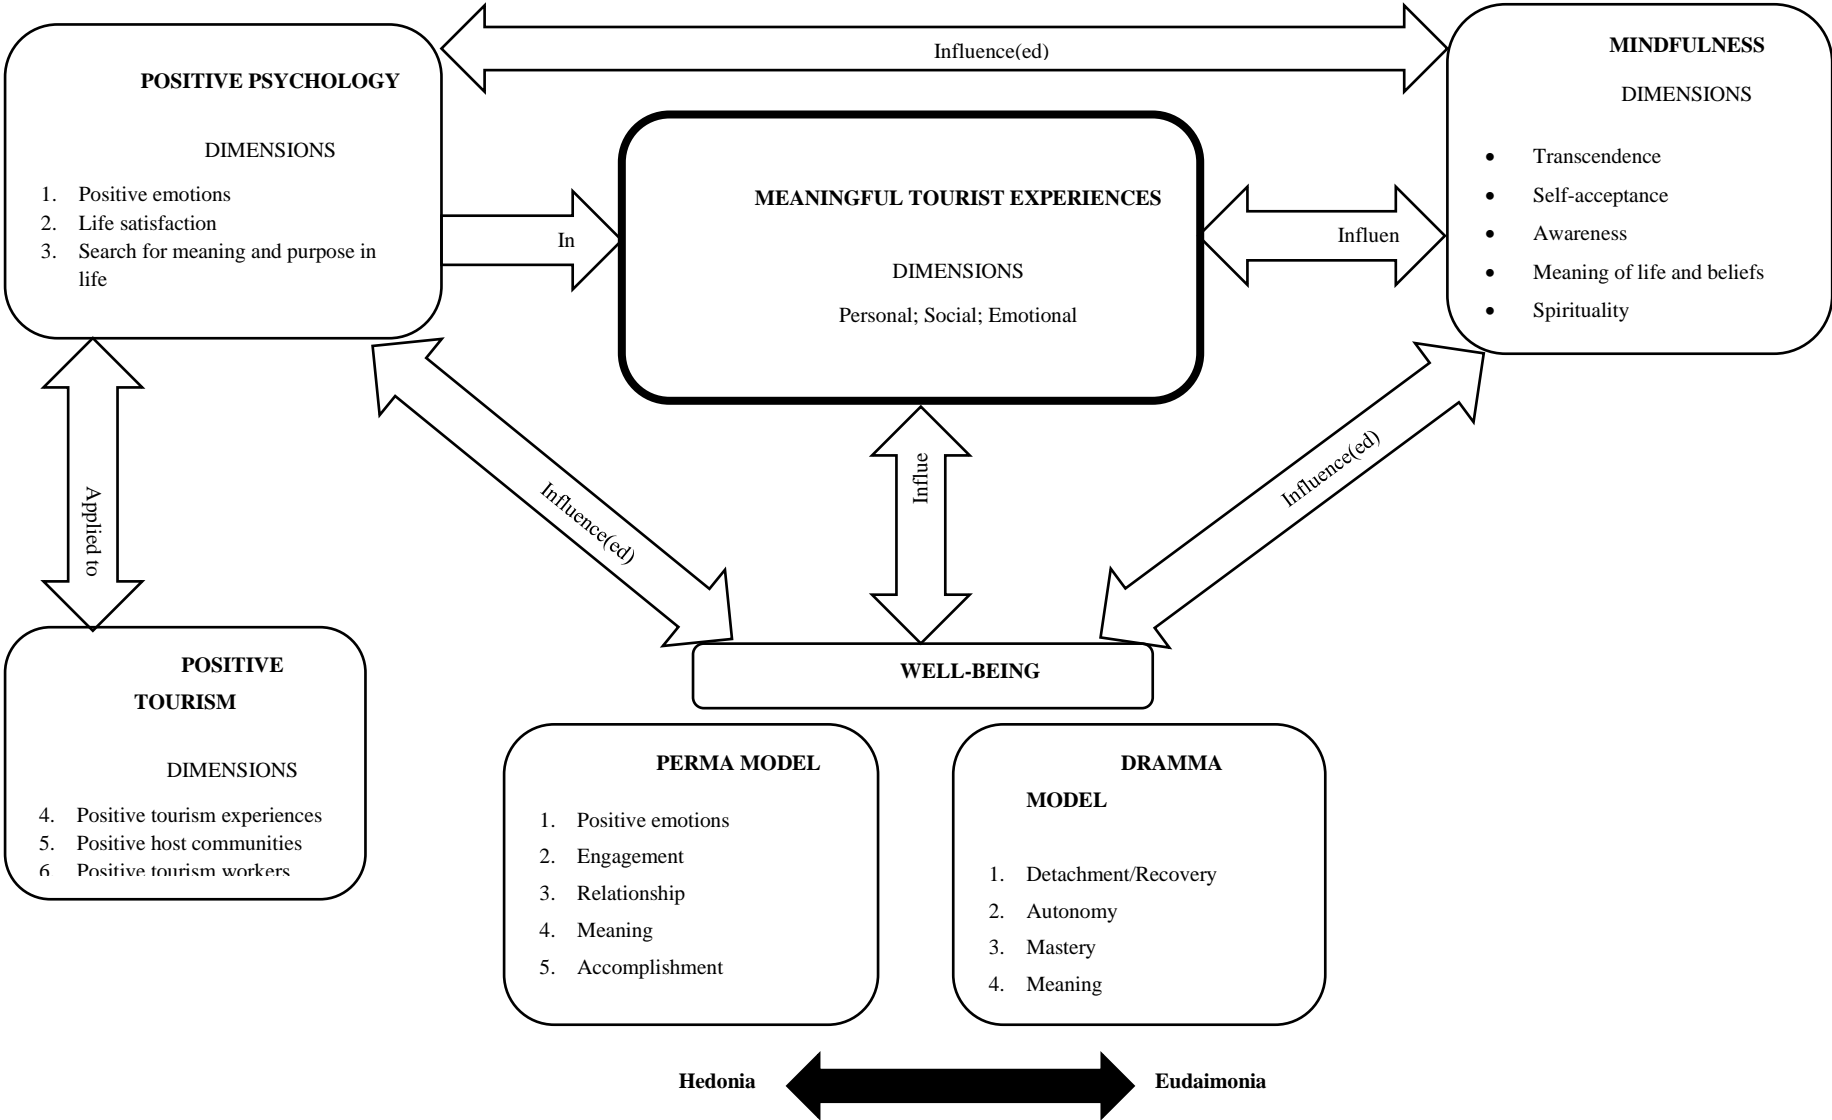 Influence(ed)
POSITIVE PSYCHOLOGY
DIMENSIONS
1. Positive emotions
2. Life satisfaction
3. Search for meaning and purpose in
life
In
MEANINGFUL TOURIST EXPERIENCES
DIMENSIONS
Personal; Social; Emotional
Influen
MINDFULNESS
DIMENSIONS
• Transcendence
• Self-acceptance
• Awareness
• Meaning of life and beliefs
• Spirituality
Applied to
Influence(ed)
Influe
Influence(ed)
POSITIVE
TOURISM
DIMENSIONS
4. Positive tourism experiences
5. Positive host communities
6. Positive tourism workers
WELL-BEING
PERMA MODEL
1. Positive emotions
2. Engagement
3. Relationship
4. Meaning
5. Accomplishment
DRAMMA
MODEL
1. Detachment/Recovery
2. Autonomy
3. Mastery
4. Meaning
Hedonia
Eudaimonia